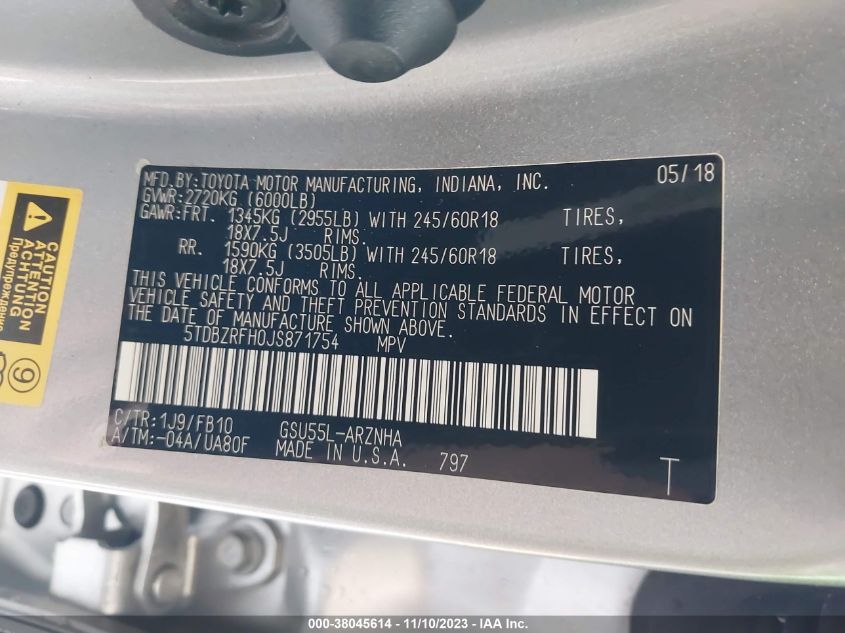 MFD.BY:TOYOTA MOTOR MANUFACTURING, INDIANA, INC. 05/18
GVWR:2720KG (6000LB)
GAWR:FRT. 1345KG (2955LB) WITH 245/60R18 TIRES,
18X7.5J RIMS.
RR. 1590KG (3505LB) WITH 245/60R18 TIRES,
18X7.5J RIMS.
THIS VEHICLE CONFORMS TO ALL APPLICABLE FEDERAL MOTOR
VEHICLE SAFETY AND THEFT PREVENTION STANDARDS IN EFFECT ON
THE DATE OF MANUFACTURE SHOWN ABOVE.
5TDBZRFH0JS871754 MPV
C/TR:1J9/FB10 GSU55L-ARZNHA
A/TM:-04A/UA80F MADE IN U.S.A. 797
T
CAUTION
ATTENTION
ACHTUNG
Предупреждение
9
000-38045614 - 11/10/2023 - IAA Inc.